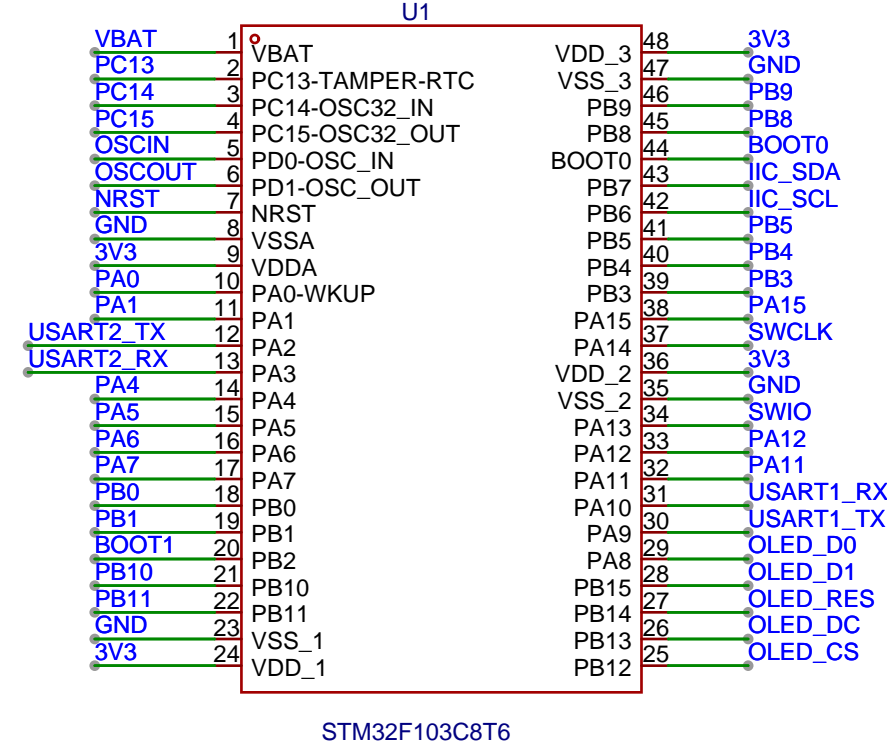 U1
VBAT 1 VBAT VDD_3 48 3V3
PC13 2 PC13-TAMPER-RTC VSS_3 47 GND
PC14 3 PC14-OSC32_IN PB9 46 PB9
PC15 4 PC15-OSC32_OUT PB8 45 PB8
OSCIN 5 PD0-OSC_IN BOOT0 44 BOOT0
OSCOUT 6 PD1-OSC_OUT PB7 43 IIC_SDA
NRST 7 NRST PB6 42 IIC_SCL
GND 8 VSSA PB5 41 PB5
3V3 9 VDDA PB4 40 PB4
PA0 10 PA0-WKUP PB3 39 PB3
PA1 11 PA1 PA15 38 PA15
USART2_TX 12 PA2 PA14 37 SWCLK
USART2_RX 13 PA3 VDD_2 36 3V3
PA4 14 PA4 VSS_2 35 GND
PA5 15 PA5 PA13 34 SWIO
PA6 16 PA6 PA12 33 PA12
PA7 17 PA7 PA11 32 PA11
PB0 18 PB0 PA10 31 USART1_RX
PB1 19 PB1 PA9 30 USART1_TX
BOOT1 20 PB2 PA8 29 OLED_D0
PB10 21 PB10 PB15 28 OLED_D1
PB11 22 PB11 PB14 27 OLED_RES
GND 23 VSS_1 PB13 26 OLED_DC
3V3 24 VDD_1 PB12 25 OLED_CS
STM32F103C8T6